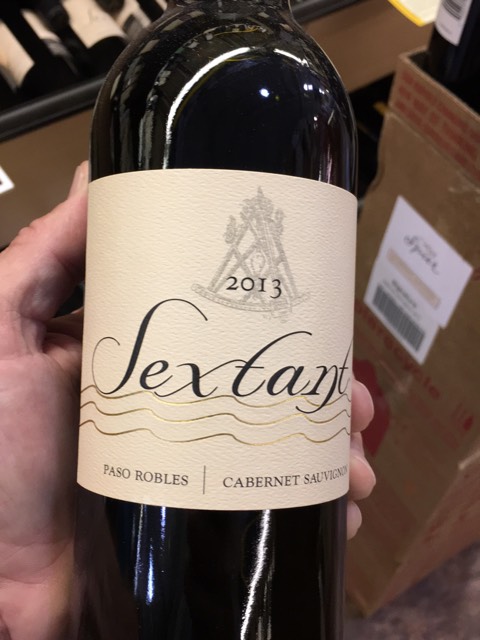 2013
Sextant
PASO ROBLES | CABERNET SAUVIGNON